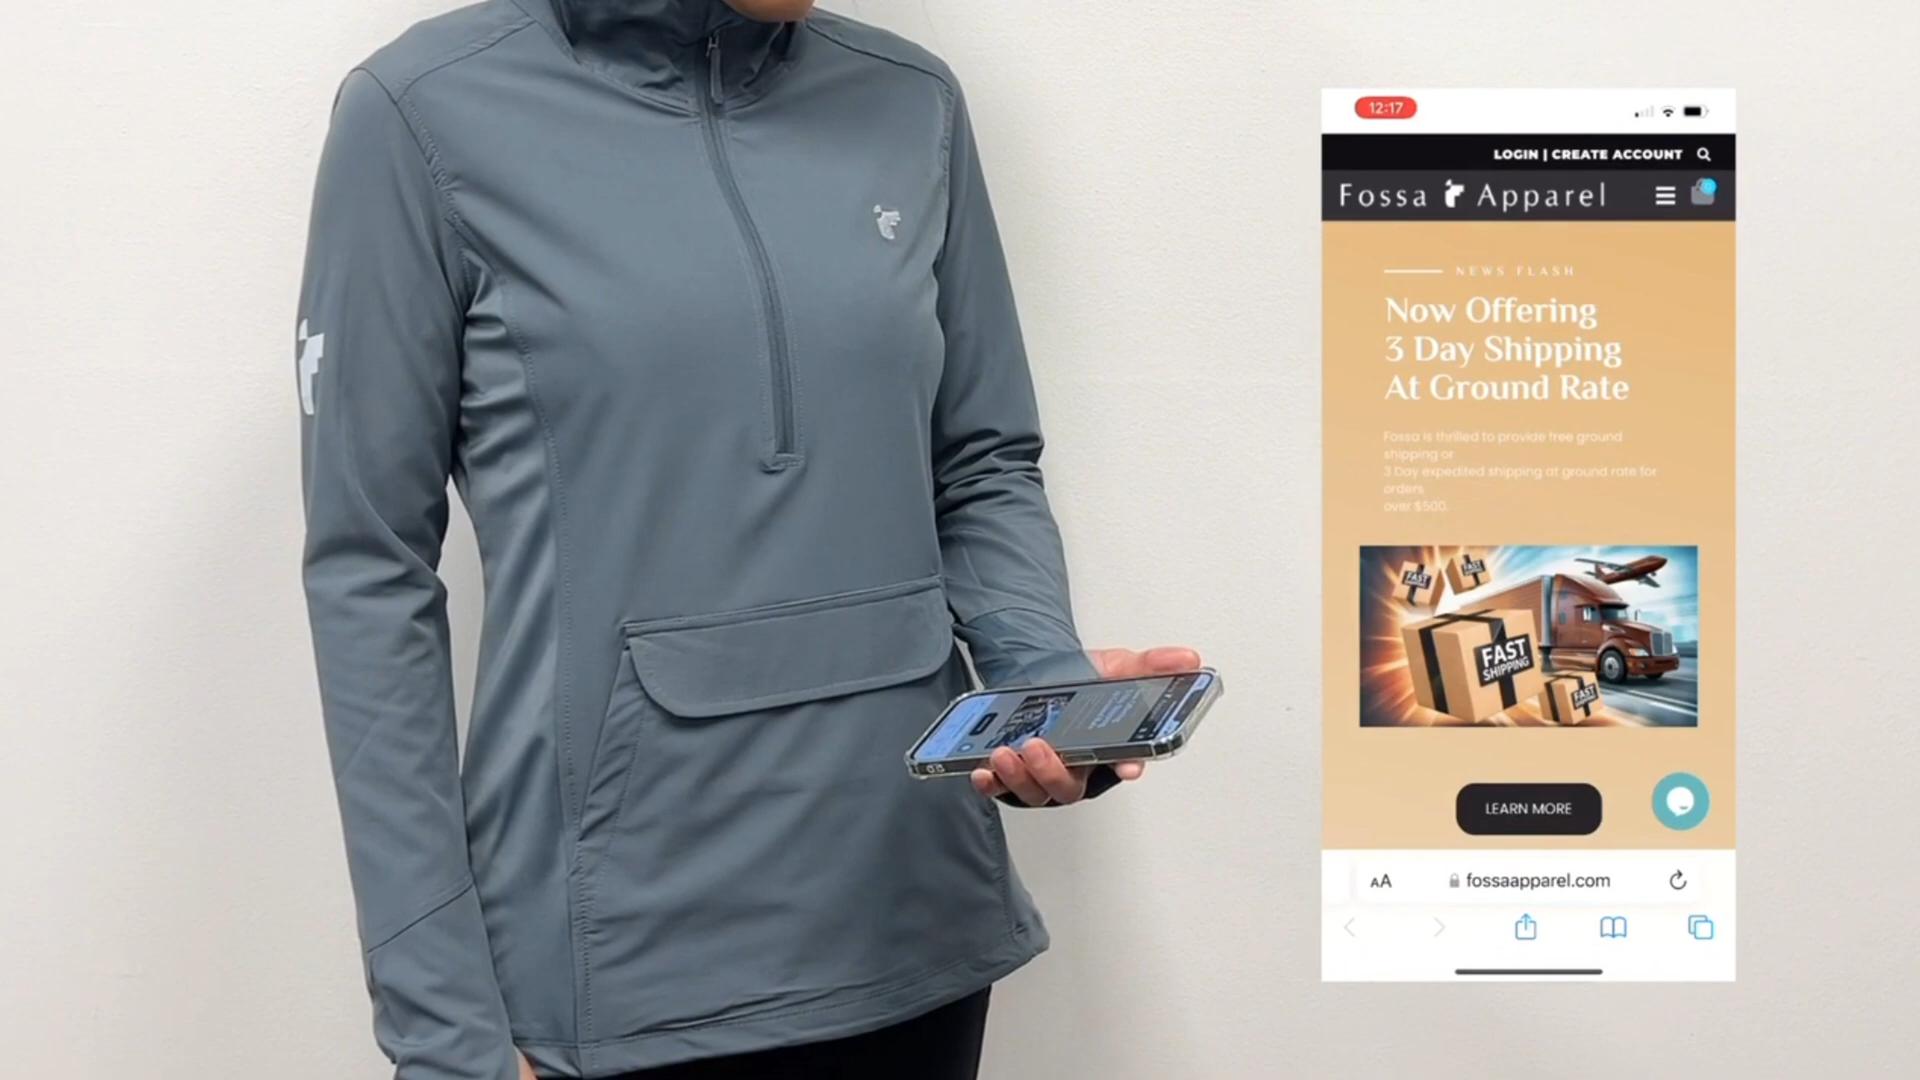 12:17
LOGIN | CREATE ACCOUNT
Fossa Apparel
NEWS FLASH
Now Offering
3 Day Shipping
At Ground Rate
Fossa is thrilled to provide free ground
shipping or
3 Day expedited shipping at ground rate for
orders
over $500.
FAST
FAST
FAST
SHIPPING
FAST
LEARN MORE
AA
fossaapparel.com